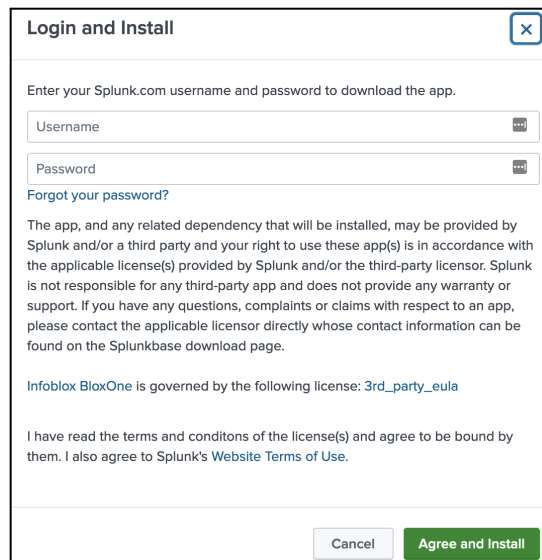 Login and Install
Enter your Splunk.com username and password to download the app.
Username
Password
Forgot your password?
The app, and any related dependency that will be installed, may be provided by
Splunk and/or a third party and your right to use these app(s) is in accordance with
the applicable license(s) provided by Splunk and/or the third-party licensor. Splunk
is not responsible for any third-party app and does not provide any warranty or
support. If you have any questions, complaints or claims with respect to an app,
please contact the applicable licensor directly whose contact information can be
found on the Splunkbase download page.
Infoblox BloxOne is governed by the following license: 3rd_party_eula
I have read the terms and conditons of the license(s) and agree to be bound by
them. I also agree to Splunk's Website Terms of Use.
Cancel Agree and Install